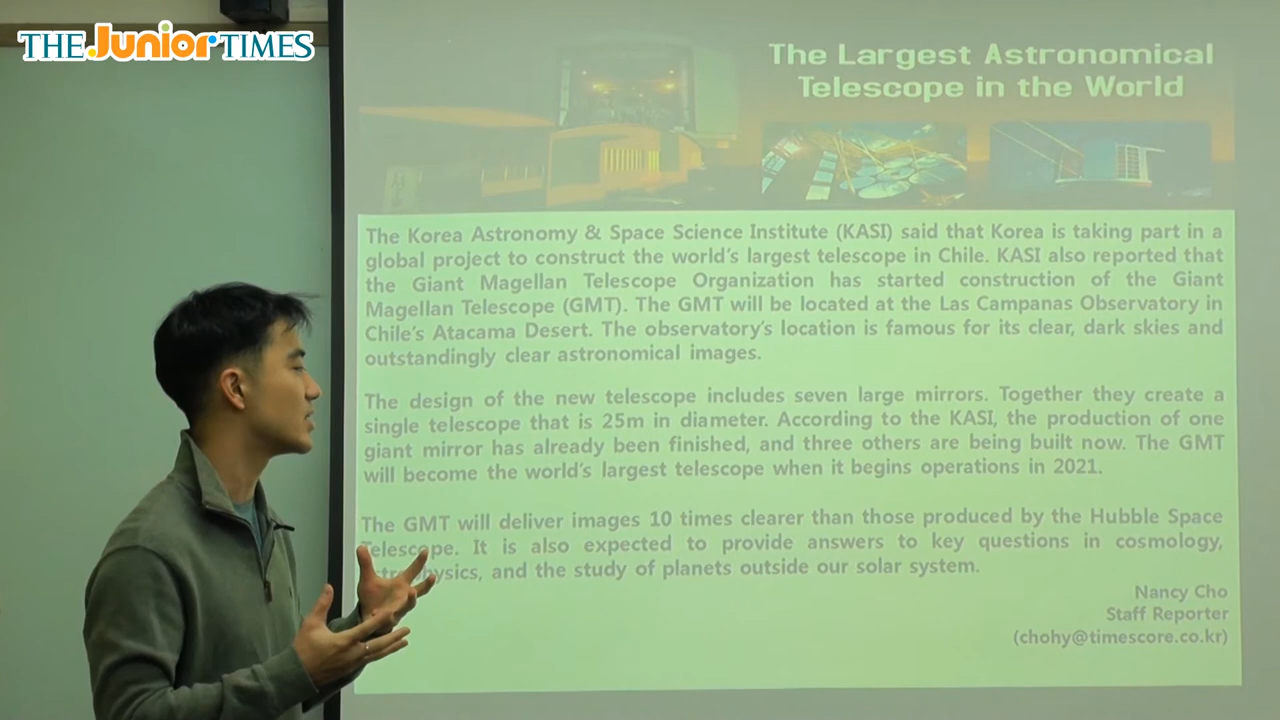 THE Junior TIMES
The Largest Astronomical
Telescope in the World
The Korea Astronomy & Space Science Institute (KASI) said that Korea is taking part in a
global project to construct the world's largest telescope in Chile. KASI also reported that
the Giant Magellan Telescope Organization has started construction of the Giant
Magellan Telescope (GMT). The GMT will be located at the Las Campanas Observatory in
Chile's Atacama Desert. The observatory's location is famous for its clear, dark skies and
outstandingly clear astronomical images.
The design of the new telescope includes seven large mirrors. Together they create a
single telescope that is 25m in diameter. According to the KASI, the production of one
giant mirror has already been finished, and three others are being built now. The GMT
will become the world's largest telescope when it begins operations in 2021.
The GMT will deliver images 10 times clearer than those produced by the Hubble Space
Telescope. It is also expected to provide answers to key questions in cosmology,
and the study of planets outside our solar system.
Nancy Cho
Staff Reporter
(chohy@timescore.co.kr)